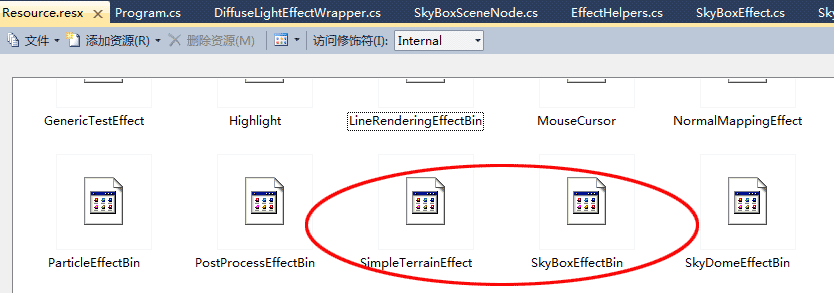 Resource.resx Program.cs DiffuseLightEffectWrapper.cs SkyBoxSceneNode.cs EffectHelpers.cs SkyBoxEffect.cs Sky
文件 添加资源(R) 删除资源(M) 访问修饰符(I): Internal
GenericTestEffect Highlight LineRenderingEffectBin MouseCursor NormalMappingEffect
ParticleEffectBin PostProcessEffectBin SimpleTerrainEffect SkyBoxEffectBin SkyDomeEffectBin